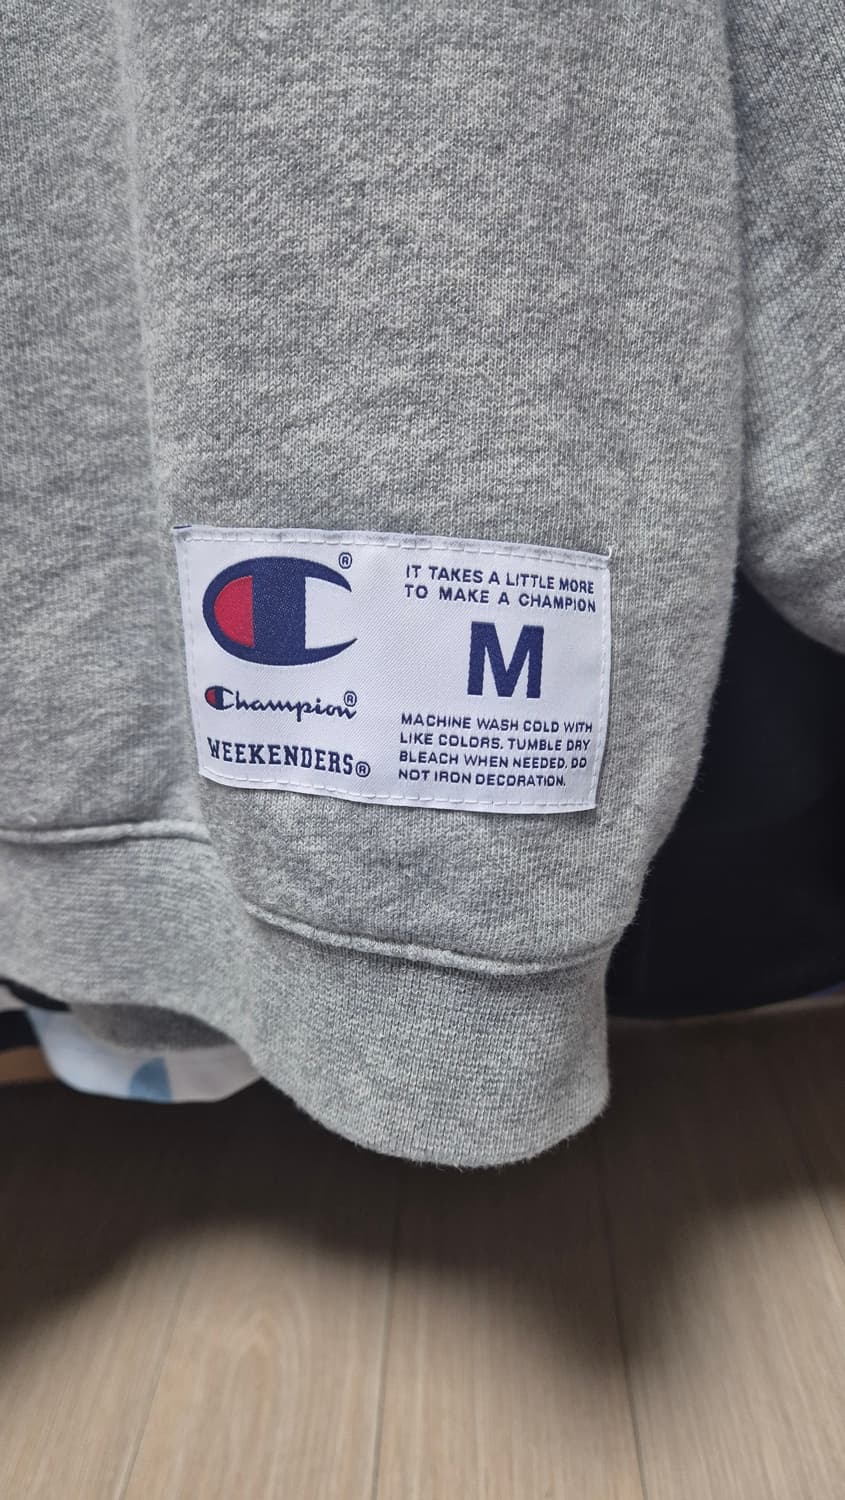 ®
Champion®
WEEKENDERS®
IT TAKES A LITTLE MORE
TO MAKE A CHAMPION
M
MACHINE WASH COLD WITH
LIKE COLORS. TUMBLE DRY
BLEACH WHEN NEEDED. DO
NOT IRON DECORATION.